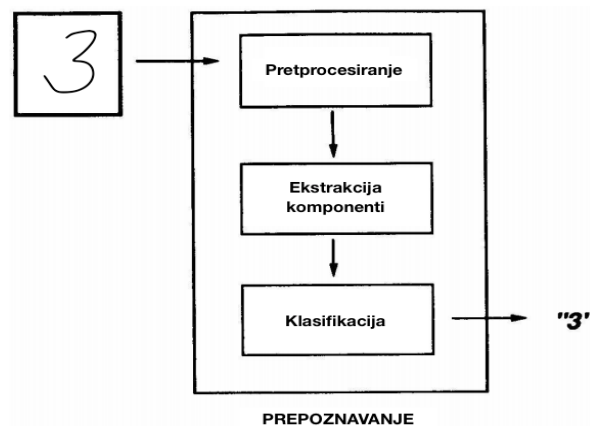 3
Pretprocesiranje
Ekstrakcija
komponenti
Klasifikacija
"3'
PREPOZNAVANJE